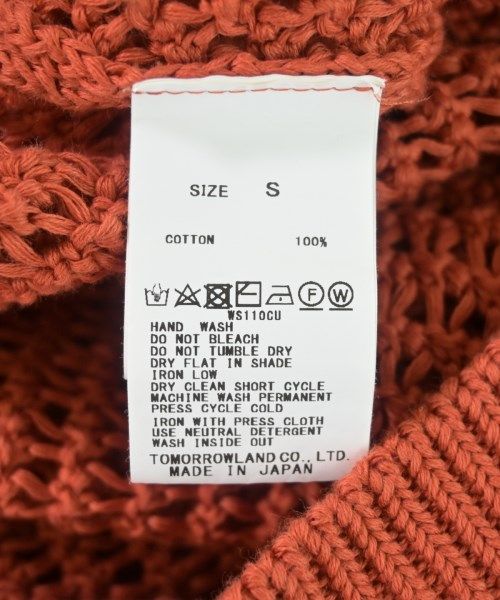 SIZE S
COTTON 100%
F W
WS110CU
HAND WASH
DO NOT BLEACH
DO NOT TUMBLE DRY
DRY FLAT IN SHADE
IRON LOW
DRY CLEAN SHORT CYCLE
MACHINE WASH PERMANENT
PRESS CYCLE COLD
IRON WITH PRESS CLOTH
USE NEUTRAL DETERGENT
WASH INSIDE OUT
TOMORROWLAND CO., LTD.
MADE IN JAPAN